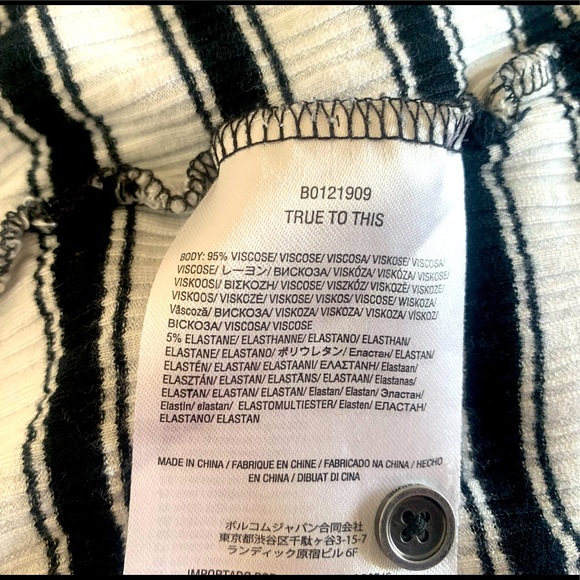 B0121909
TRUE TO THIS
BODY: 95% VISCOSE/ VISCOSE/ VISCOSA/ VISKOSE/ VISCOSA/
VISCOSE/ レーヨン/ ВИСКОЗА/ VISKÓZA/ VISKÓZA/ VISKOSE/
VISKOOSI/ ΒΙΣΚΟΖΗ/ VISCOSE/ VISZKÓZ/ VISKOZĖ/ VISKOZE/
VISKOOS/ VISKOZĖ/ VISKOSE/ VISKOS/ VISCOSE/ WISKOZA/
Vâscoză/ ВИСКОЗА/ VISKOZA/ VISKOZA/ VISKOZA/ VÍSKOSE/
ВІСКОЗА/ VISCOSA/ VISCOSE
5% ELASTANE/ ELASTHANNE/ ELASTANO/ ELASTHAN/
ELASTANE/ ELASTANO/ ポリウレタン/ Еластан/ ELASTAN/
ELASTÉN/ ELASTAN/ ELASTAANI/ ΕΛΑΣΤΑΝΗ/ Elastaan/
ELASZTÁN/ ELASTAN/ ELASTĀNS/ ELASTAAN/ Elastanas/
ELASTAN/ ELASTAN/ ELASTAN/ Elastan/ Elastan/ Эластан/
Elastin/ elastan/ ELASTOMULTIESTER/ Elasten/ ЕЛАСТАН/
ELASTANO/ ELASTAN
MADE IN CHINA / FABRIQUE EN CHINE / FABRICADO NA CHINA / HECHO
EN CHINA / DIBUAT DI CINA
ボルコムジャパン合同会社
東京都渋谷区千駄ヶ谷3-15-7
ランディック原宿ビル 6F
IMPORTADO POR